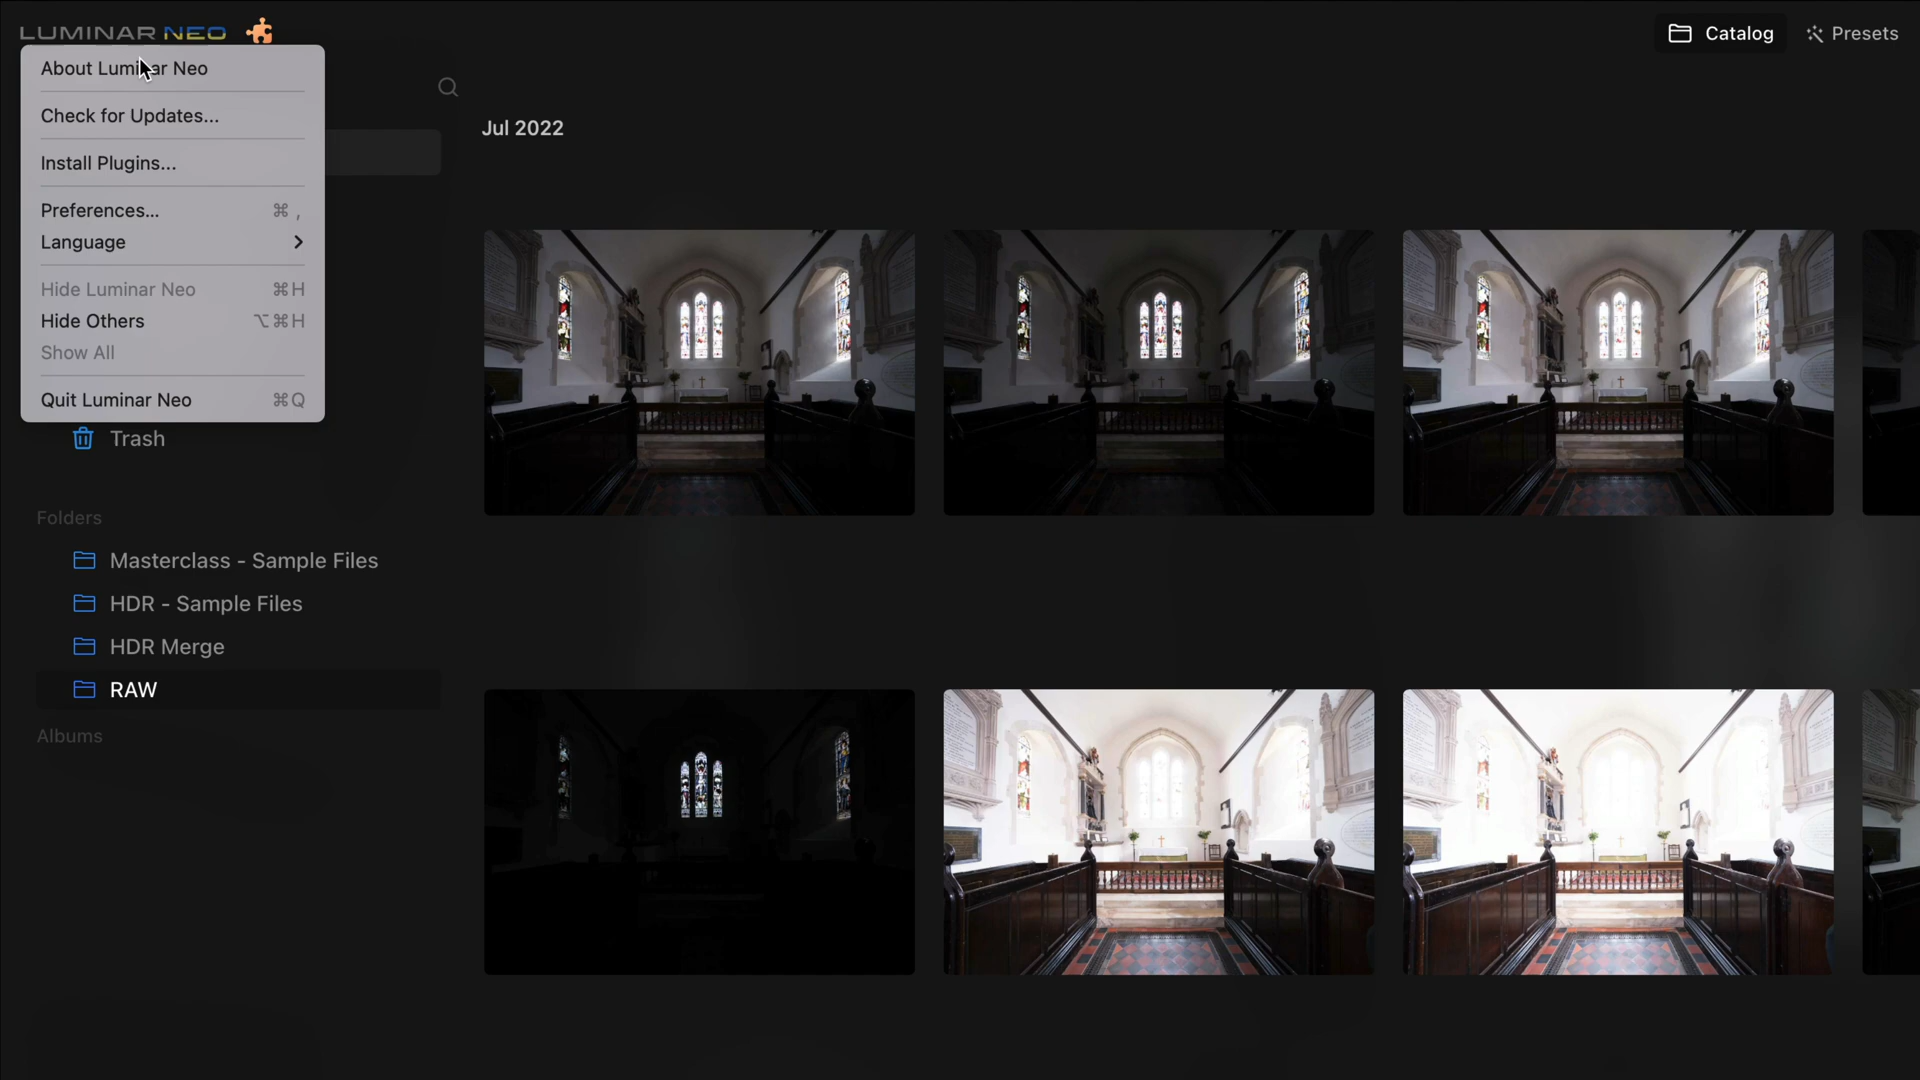 LUMINAR NEO
Catalog
Presets
About Luminar Neo
Check for Updates...
Install Plugins...
Preferences... ⌘ ,
Language
Hide Luminar Neo ⌘H
Hide Others ⌥⌘H
Show All
Quit Luminar Neo ⌘Q
Trash
Folders
Masterclass - Sample Files
HDR - Sample Files
HDR Merge
RAW
Albums
Jul 2022